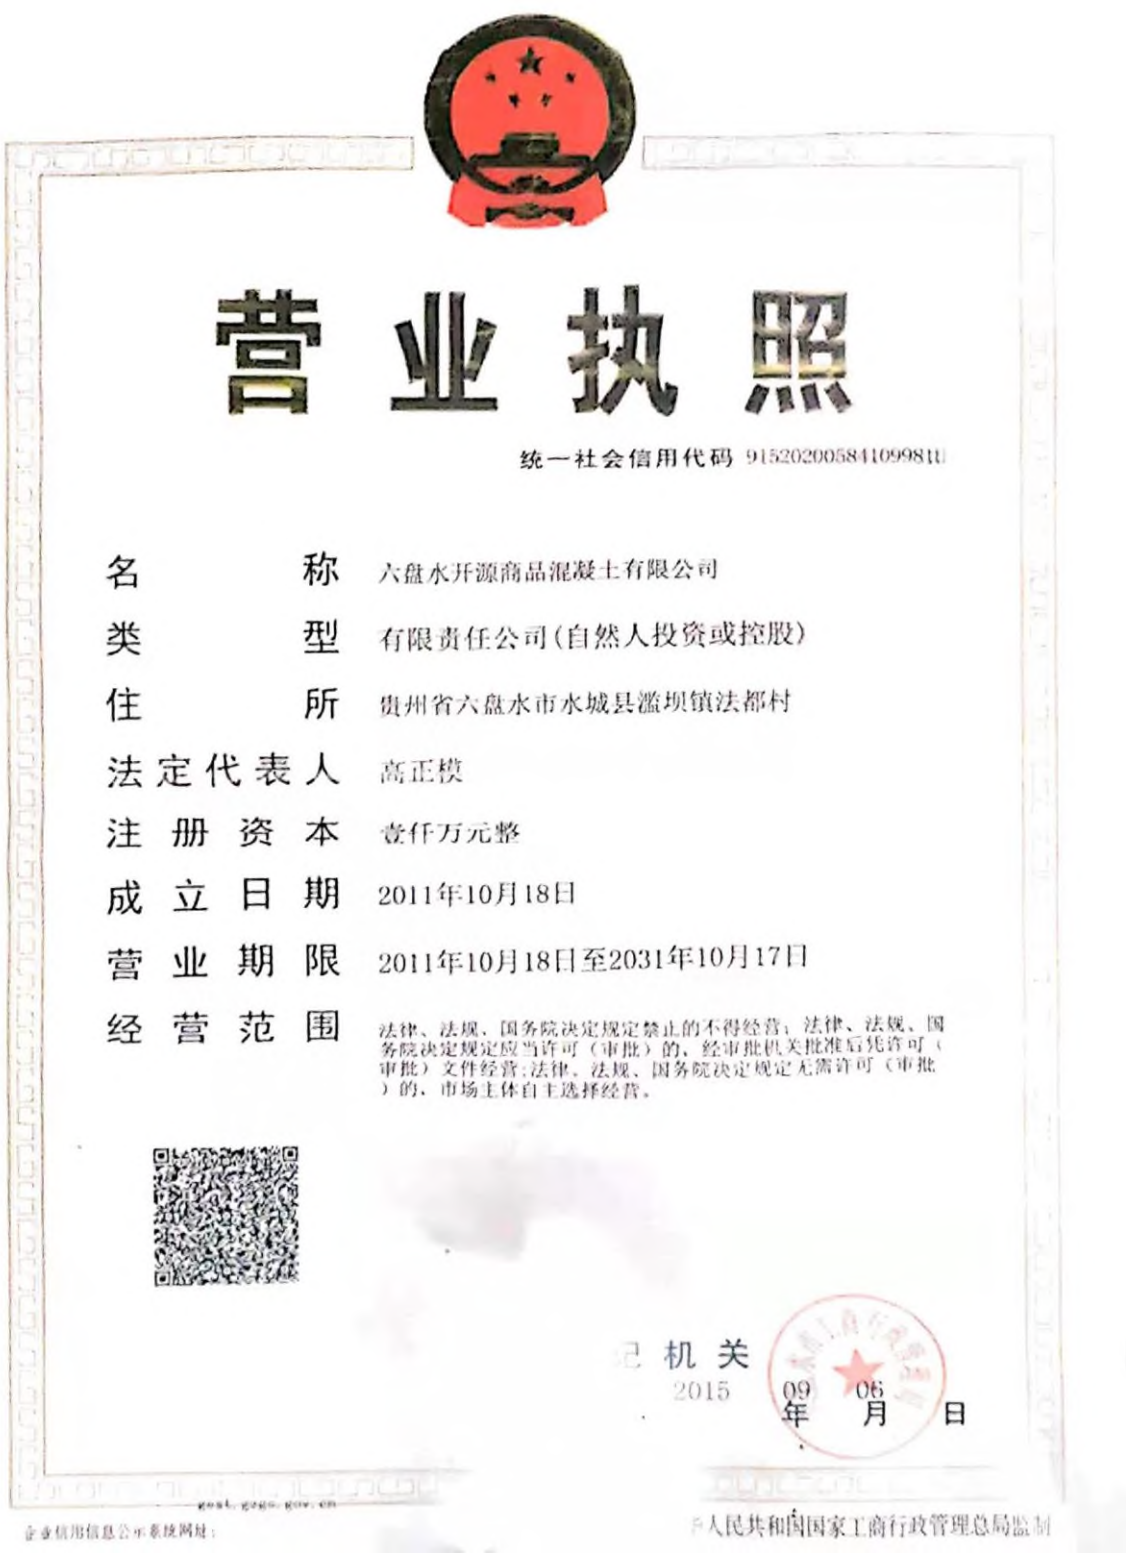 营业执照
统一社会信用代码
名称 六盘水开源商品混凝土有限公司
类型 有限责任公司(自然人投资或控股)
住所 贵州省六盘水市水城县滥坝镇法都村
法定代表人 高正模
注册资本 壹仟万元整
成立日期 2011年10月18日
营业期限 2011年10月18日至2031年10月17日
经营范围 法律、法规、国务院决定规定禁止的不得经营；法律、法规、国
务院决定规定应当许可（审批）的，经审批机关批准后凭许可（
审批）文件经营;法律、法规、国务院决定规定无需许可（审批
）的，市场主体自主选择经营。
记机关
2015 09 06
年 月 日
企业信用信息公示系统网址：
人民共和国国家工商行政管理总局监制